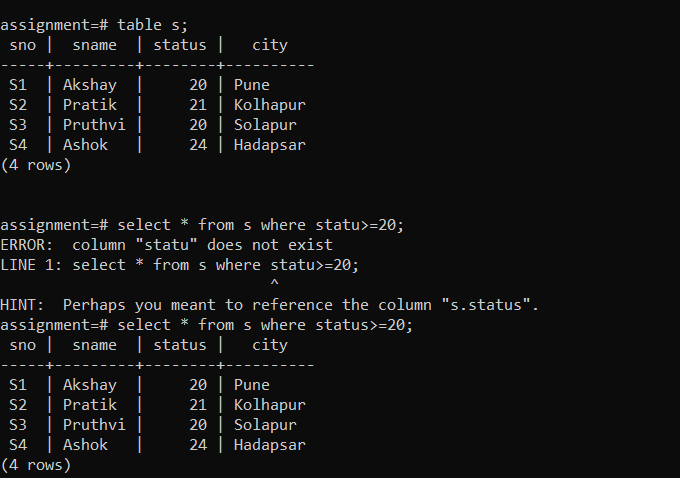 assignment=# table s;
 sno |  sname  | status |   city
-----+---------+--------+----------
 S1  | Akshay  |     20 | Pune
 S2  | Pratik  |     21 | Kolhapur
 S3  | Pruthvi |     20 | Solapur
 S4  | Ashok   |     24 | Hadapsar
(4 rows)
assignment=# select * from s where statu>=20;
ERROR:  column "statu" does not exist
LINE 1: select * from s where statu>=20;
                              ^
HINT:  Perhaps you meant to reference the column "s.status".
assignment=# select * from s where status>=20;
 sno |  sname  | status |   city
-----+---------+--------+----------
 S1  | Akshay  |     20 | Pune
 S2  | Pratik  |     21 | Kolhapur
 S3  | Pruthvi |     20 | Solapur
 S4  | Ashok   |     24 | Hadapsar
(4 rows)